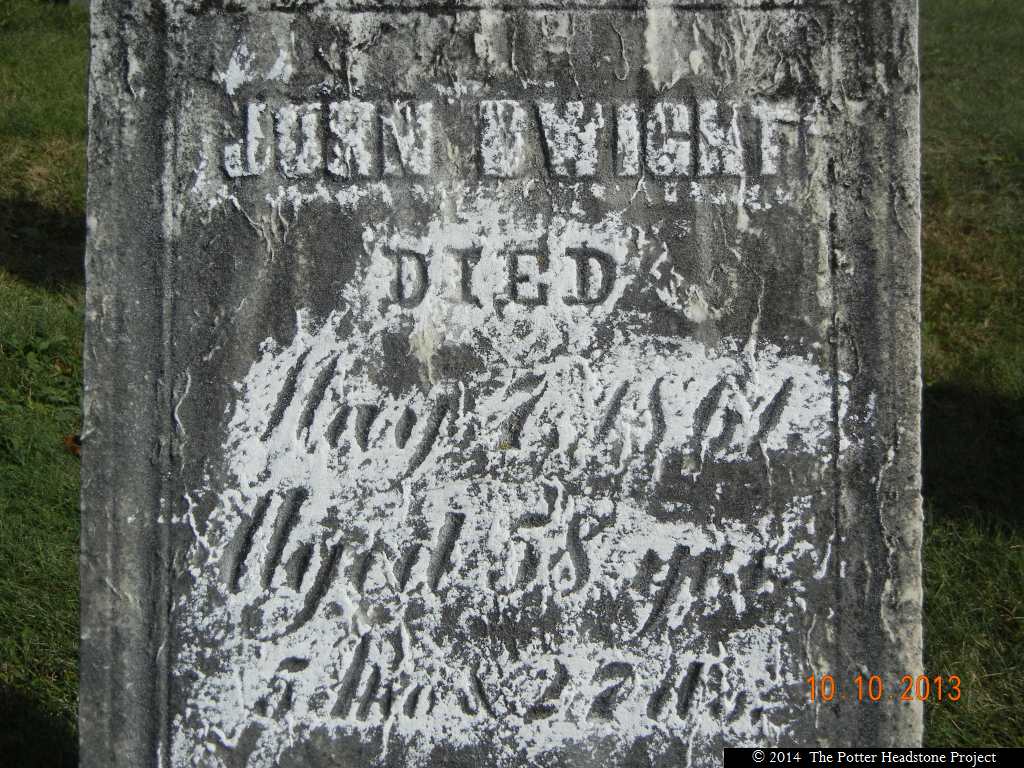 JOHN DWIGHT
DIED
May 7, 1861.
Aged 58 yrs
5 Mos & 27 Ds.
10 10 2013
© 2014 The Potter Headstone Project